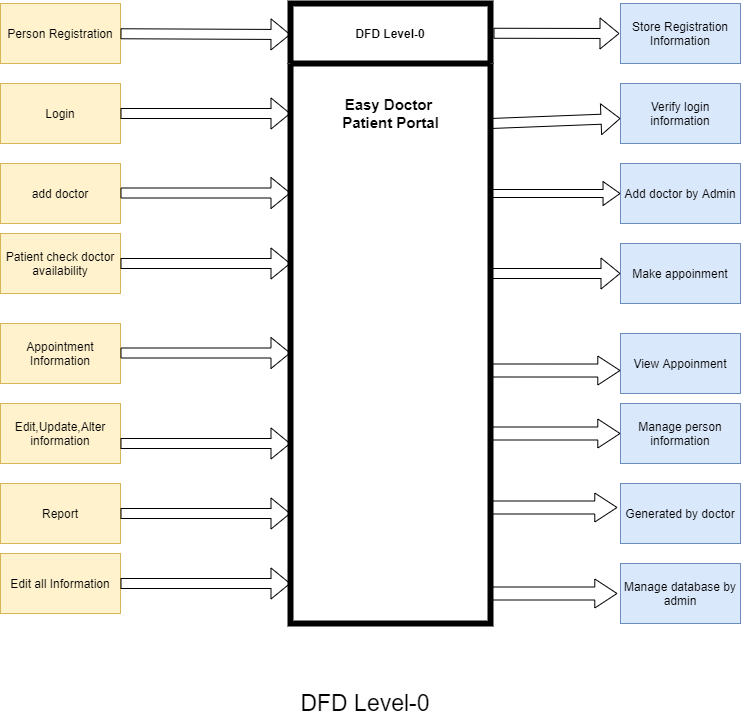 Person Registration
DFD Level-0
Store Registration
Information
Login
Easy Doctor
Patient Portal
Verify login
information
add doctor
Add doctor by Admin
Patient check doctor
availability
Make appoinment
Appointment
Information
View Appoinment
Edit,Update,Alter
information
Manage person
information
Report
Generated by doctor
Edit all Information
Manage database by
admin
DFD Level-0